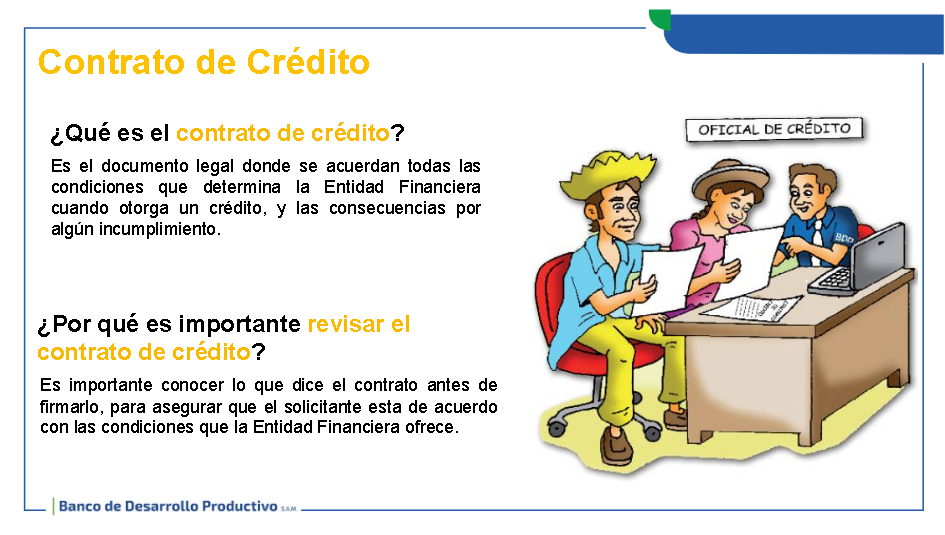 Contrato de Crédito
¿Qué es el contrato de crédito?
Es el documento legal donde se acuerdan todas las
condiciones que determina la Entidad Financiera
cuando otorga un crédito, y las consecuencias por
algún incumplimiento.
OFICIAL DE CRÉDITO
BDP
¿Por qué es importante revisar el
contrato de crédito?
Es importante conocer lo que dice el contrato antes de
firmarlo, para asegurar que el solicitante esta de acuerdo
con las condiciones que la Entidad Financiera ofrece.
Banco de Desarrollo Productivo S.A.M.